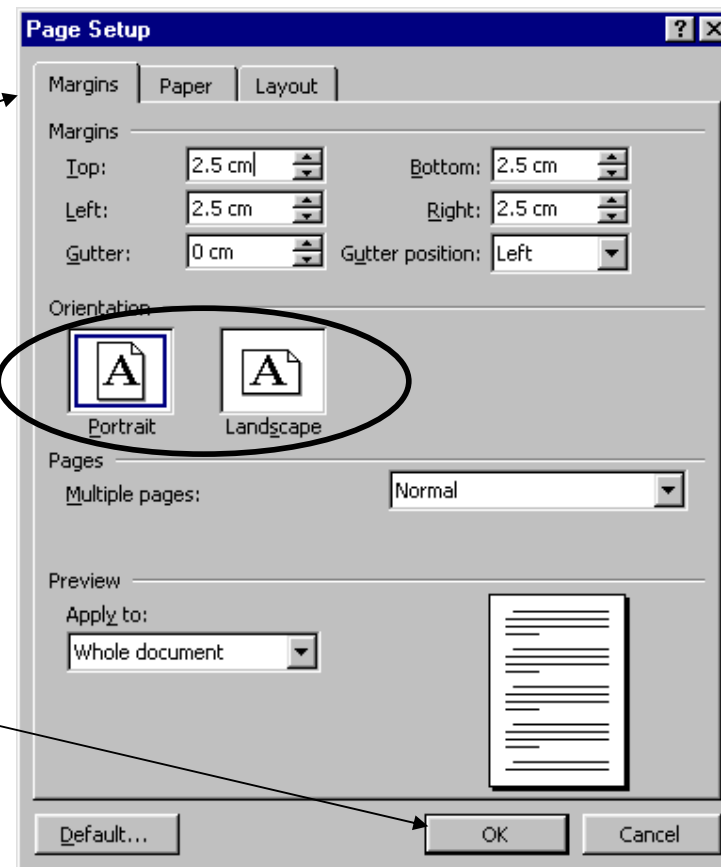 Page Setup
Margins Paper Layout
Margins
Top: 2.5 cm Bottom: 2.5 cm
Left: 2.5 cm Right: 2.5 cm
Gutter: 0 cm Gutter position: Left
Orientation
A A
Portrait Landscape
Pages
Multiple pages: Normal
Preview
Apply to:
Whole document
Default... OK Cancel